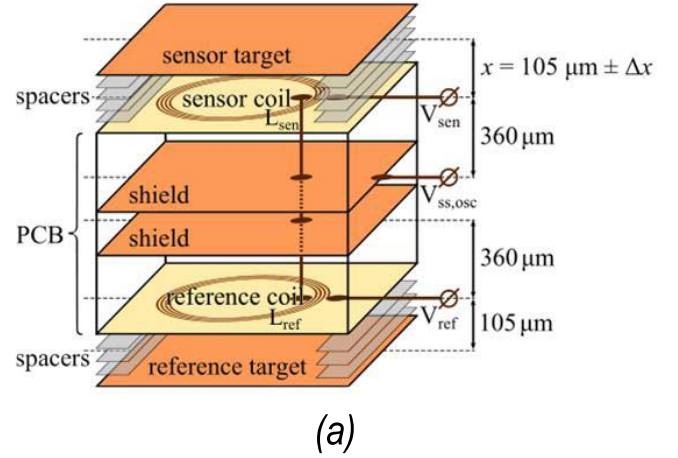 sensor target
x = 105 μm ± Δx
spacers
sensor coil
L_sen
V_sen
360 μm
shield
V_ss,osc
PCB
shield
360 μm
reference coil
L_ref
V_ref
105 μm
spacers
reference target
(a)